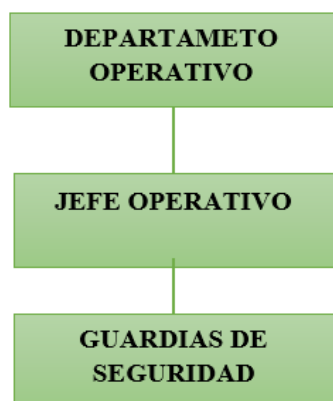 DEPARTAMETO
OPERATIVO
JEFE OPERATIVO
GUARDIAS DE
SEGURIDAD